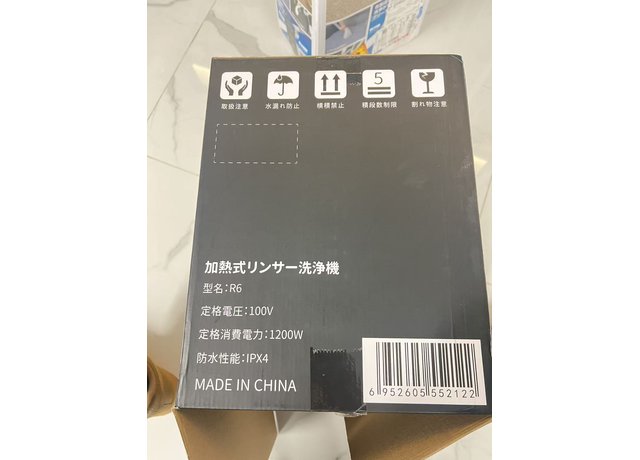 取扱注意 水漏れ防止 横積禁止 積段数制限 割れ物注意
5
加熱式リンサー洗浄機
型名:R6
定格電圧:100V
定格消費電力:1200W
防水性能:IPX4
MADE IN CHINA
6 952605 552122